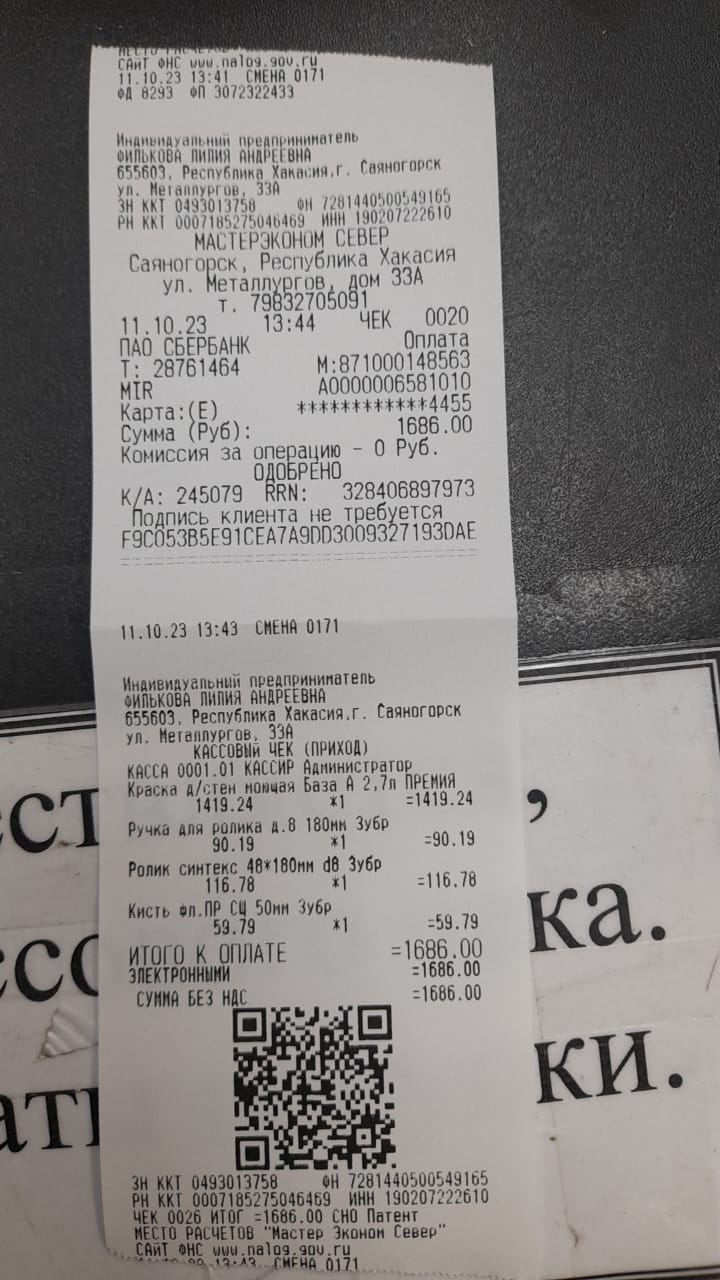 САЙТ ФНС www.nalog.gov.ru
11.10.23 13:41 СМЕНА 0171
ФД 8293 ФП 3072322433
Индивидуальный предприниматель
ФИЛЬКОВА ЛИЛИЯ АНДРЕЕВНА
655603, Республика Хакасия,г. Саяногорск
ул. Металлургов, 33А
ЗН ККТ 0493013758 ФН 7281440500549165
РН ККТ 0007185275046469 ИНН 190207222610
МАСТЕРЭКОНОМ СЕВЕР
Саяногорск, Республика Хакасия
ул. Металлургов, дом 33А
т. 79832705091
11.10.23 13:44 ЧЕК 0020
ПАО СБЕРБАНК Оплата
Т: 28761464 М:871000148563
MIR A0000006581010
Карта:(E) ************4455
Сумма (Руб): 1686.00
Комиссия за операцию - 0 Руб.
ОДОБРЕНО
К/А: 245079 RRN: 328406897973
Подпись клиента не требуется
F9C053B5E91CEA7A9DD3009327193DAE
11.10.23 13:43 СМЕНА 0171
Индивидуальный предприниматель
ФИЛЬКОВА ЛИЛИЯ АНДРЕЕВНА
655603, Республика Хакасия,г. Саяногорск
ул. Металлургов, 33А
КАССОВЫЙ ЧЕК (ПРИХОД)
КАССА 0001.01 КАССИР Администратор
Краска д/стен моющая База А 2,7л ПРЕМИЯ
1419.24 *1 =1419.24
Ручка для ролика д.8 180мм Зубр
90.19 *1 =90.19
Ролик синтекс 48*180мм d8 Зубр
116.78 *1 =116.78
Кисть фл.ПР СЦ 50мм Зубр
59.79 *1 =59.79
ИТОГО К ОПЛАТЕ =1686.00
ЭЛЕКТРОННЫМИ =1686.00
СУММА БЕЗ НДС =1686.00
ЗН ККТ 0493013758 ФН 7281440500549165
РН ККТ 0007185275046469 ИНН 190207222610
ЧЕК 0026 ИТОГ =1686.00 СНО Патент
МЕСТО РАСЧЕТОВ "Мастер Эконом Север"
САЙТ ФНС www.nalog.gov.ru
13:43 СМЕНА 0171